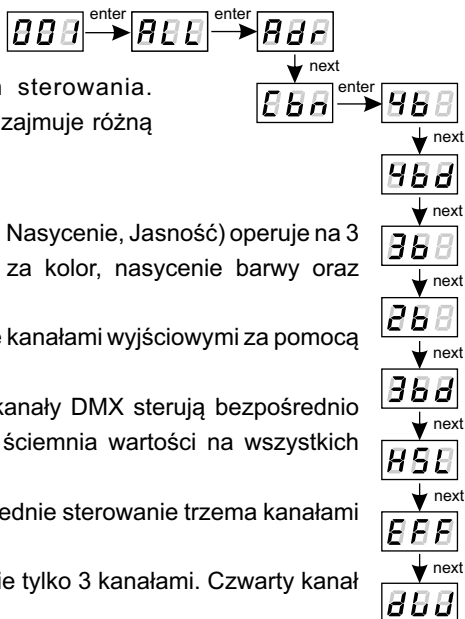 001 enter ALL enter Adr
next
Cbn enter 4b
next
4bd
next
3b
next
2b
next
3bd
next
HSL
next
EFF
next
dUJ
sterowania.
zajmuje różną
Nasycenie, Jasność) operuje na 3
za kolor, nasycenie barwy oraz
kanałami wyjściowymi za pomocą
kanały DMX sterują bezpośrednio
ściemnia wartości na wszystkich
ednie sterowanie trzema kanałami
ie tylko 3 kanałami. Czwarty kanał